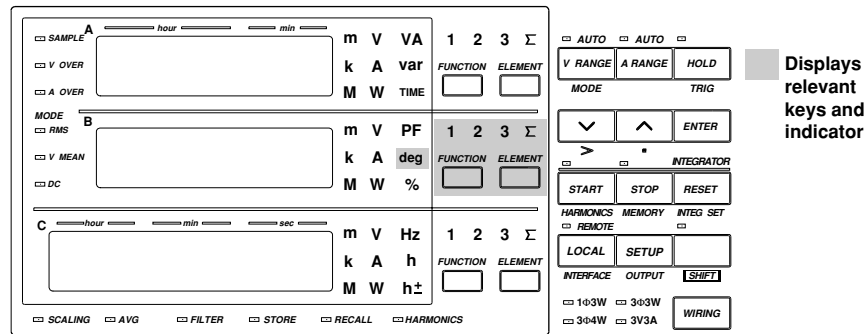 A hour min
SAMPLE m V VA 1 2 3 Σ AUTO AUTO
V OVER k A var FUNCTION ELEMENT V RANGE A RANGE HOLD
A OVER M W TIME MODE TRIG
Displays
relevant
keys and
indicator
MODE
B
RMS m V PF 1 2 3 Σ ∨ ∧ ENTER
V MEAN k A deg FUNCTION ELEMENT > ▪ INTEGRATOR
DC M W % START STOP RESET
HARMONICS MEMORY INTEG SET
C hour min sec REMOTE
m V Hz 1 2 3 Σ LOCAL SETUP
k A h FUNCTION ELEMENT INTERFACE OUTPUT SHIFT
M W h± 1Φ3W 3Φ3W WIRING
SCALING AVG FILTER STORE RECALL HARMONICS 3Φ4W 3V3A